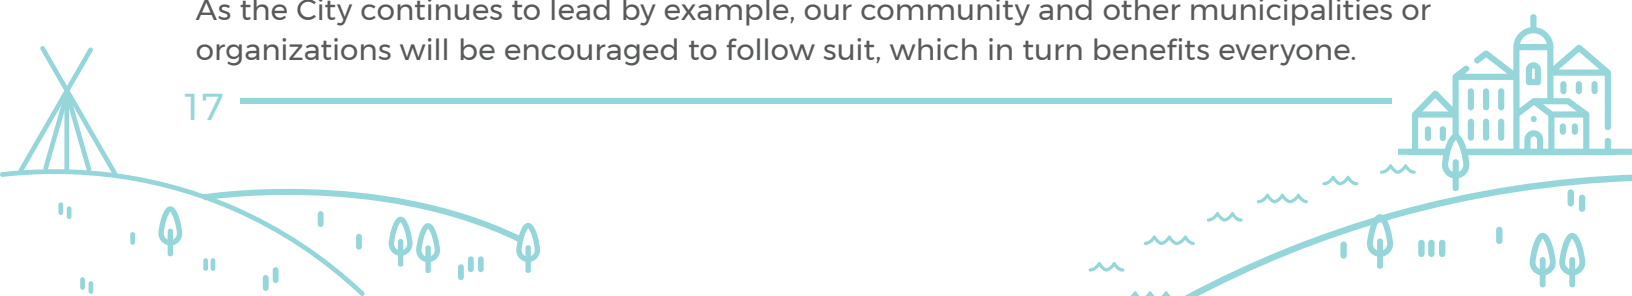 As the City continues to lead by example, our community and other municipalities or
organizations will be encouraged to follow suit, which in turn benefits everyone.
17